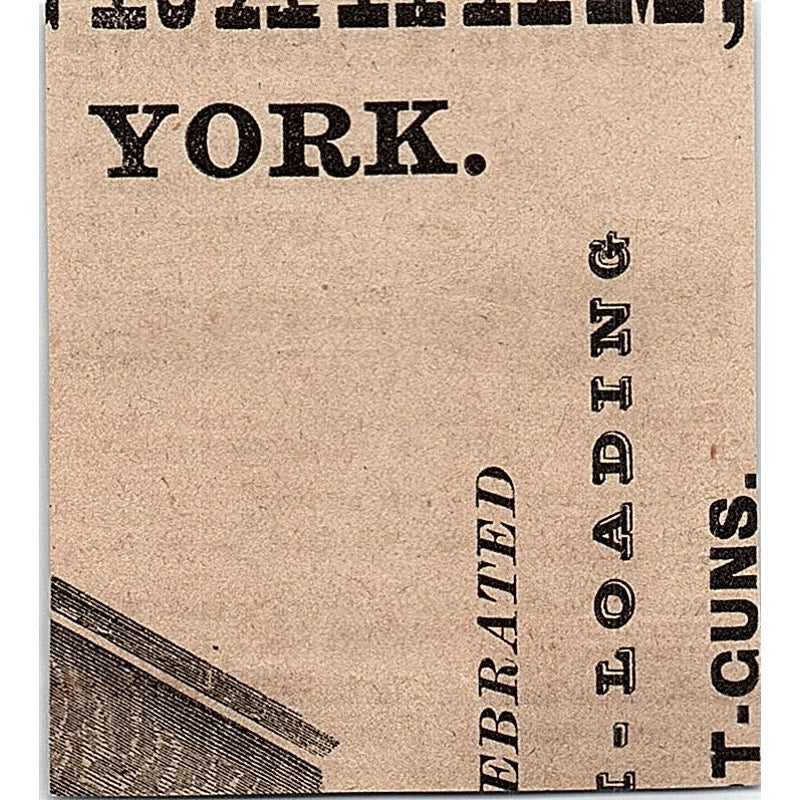 YORK.
EBRATED
-LOADING
T-GUNS.